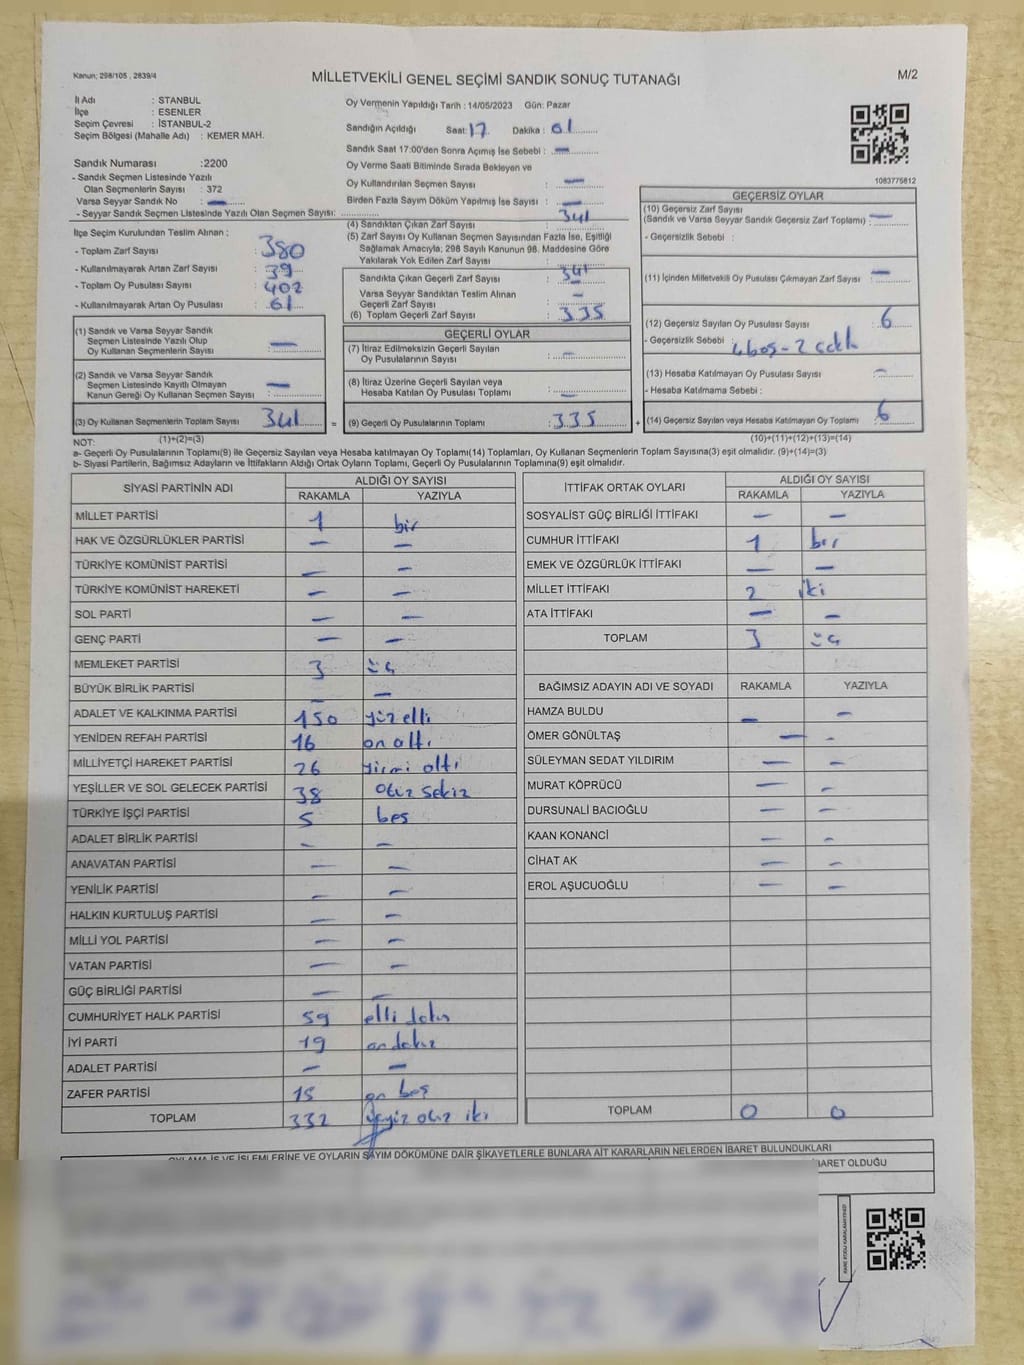 Kanun; 298/105 , 2839/4
MİLLETVEKİLİ GENEL SEÇİMİ SANDIK SONUÇ TUTANAĞI
M/2
İl Adı : STANBUL
İlçe : ESENLER
Seçim Çevresi : İSTANBUL-2
Seçim Bölgesi (Mahalle Adı) : KEMER MAH.
Sandık Numarası :2200
- Sandık Seçmen Listesinde Yazılı
Olan Seçmenlerin Sayısı : 372
Varsa Seyyar Sandık No —
- Seyyar Sandık Seçmen Listesinde Yazılı Olan Seçmen Sayısı:
Oy Vermenin Yapıldığı Tarih : 14/05/2023 Gün: Pazar
Sandığın Açıldığı Saat: 17 Dakika : 01
Sandık Saat 17:00'den Sonra Açımış İse Sebebi : —
Oy Verme Saati Bitiminde Sırada Bekleyen ve
Oy Kullandırılan Seçmen Sayısı : —
Birden Fazla Sayım Döküm Yapılmış İse Sayısı : —
1083775812
İlçe Seçim Kurulundan Teslim Alınan :
- Toplam Zarf Sayısı : 380
- Kullanılmayarak Artan Zarf Sayısı : 39
- Toplam Oy Pusulası Sayısı : 402
- Kullanılmayarak Artan Oy Pusulası : 61
(1) Sandık ve Varsa Seyyar Sandık
Seçmen Listesinde Yazılı Olup
Oy Kullanan Seçmenlerin Sayısı : —
(2) Sandık ve Varsa Seyyar Sandık
Seçmen Listesinde Kayıtlı Olmayan
Kanun Gereği Oy Kullanan Seçmen Sayısı : —
(3) Oy Kullanan Seçmenlerin Toplam Sayısı 341
=
(4) Sandıktan Çıkan Zarf Sayısı : 341
(5) Zarf Sayısı Oy Kullanan Seçmen Sayısından Fazla İse, Eşitliği
Sağlamak Amacıyla; 298 Sayılı Kanunun 98. Maddesine Göre
Yakılarak Yok Edilen Zarf Sayısı :
Sandıkta Çıkan Geçerli Zarf Sayısı : 341
Varsa Seyyar Sandıktan Teslim Alınan
Geçerli Zarf Sayısı : —
(6) Toplam Geçerli Zarf Sayısı : 335
GEÇERLİ OYLAR
(7) İtiraz Edilmeksizin Geçerli Sayılan
Oy Pusulalarının Sayısı : —
(8) İtiraz Üzerine Geçerli Sayılan veya
Hesaba Katılan Oy Pusulası Toplamı : —
(9) Geçerli Oy Pusulalarının Toplamı : 335
+
GEÇERSİZ OYLAR
(10) Geçersiz Zarf Sayısı
(Sandık ve Varsa Seyyar Sandık Geçersiz Zarf Toplamı) : —
- Geçersizlik Sebebi :
(11) İçinden Milletvekili Oy Pusulası Çıkmayan Zarf Sayısı : —
(12) Geçersiz Sayılan Oy Pusulası Sayısı : 6
- Geçersizlik Sebebi : 4 boş - 2
(13) Hesaba Katılmayan Oy Pusulası Sayısı : —
- Hesaba Katılmama Sebebi :
(14) Geçersiz Sayılan veya Hesaba Katılmayan Oy Toplamı : 6
NOT: (1)+(2)=(3)
(10)+(11)+(12)+(13)=(14)
a- Geçerli Oy Pusulalarının Toplamı(9) ile Geçersiz veya Hesaba katılmayan Oy Toplamı(14) Toplamları, Oy Kullanan Seçmenlerin Toplam Sayısına(3) eşit olmalıdır. (9)+(14)=(3)
b- Siyasi Partilerin, Bağımsız Adayların ve İttifakların Aldığı Ortak Oyların Toplamı, Geçerli Oy Pusulalarının Toplamına(9) eşit olmalıdır.
SİYASİ PARTİNİN ADI ALDIĞI OY SAYISI
RAKAMLA YAZIYLA
MİLLET PARTİSİ 1 bir
HAK VE ÖZGÜRLÜKLER PARTİSİ — —
TÜRKİYE KOMÜNİST PARTİSİ — —
TÜRKİYE KOMÜNİST HAREKETİ — —
SOL PARTİ — —
GENÇ PARTİ — —
MEMLEKET PARTİSİ 3 üç
BÜYÜK BİRLİK PARTİSİ — —
ADALET VE KALKINMA PARTİSİ 150 yüz elli
YENİDEN REFAH PARTİSİ 16 on altı
MİLLİYETÇİ HAREKET PARTİSİ 26 yirmi altı
YEŞİLLER VE SOL GELECEK PARTİSİ 38 otuz sekiz
TÜRKİYE İŞÇİ PARTİSİ 5 beş
ADALET BİRLİK PARTİSİ — —
ANAVATAN PARTİSİ — —
YENİLİK PARTİSİ — —
HALKIN KURTULUŞ PARTİSİ — —
MİLLİ YOL PARTİSİ — —
VATAN PARTİSİ — —
GÜÇ BİRLİĞİ PARTİSİ — —
CUMHURİYET HALK PARTİSİ 59 elli dokuz
İYİ PARTİ 19 on dokuz
ADALET PARTİSİ — —
ZAFER PARTİSİ 15 on beş
TOPLAM 332 üçyüz otuz iki
İTTİFAK ORTAK OYLARI ALDIĞI OY SAYISI
RAKAMLA YAZIYLA
SOSYALİST GÜÇ BİRLİĞİ İTTİFAKI — —
CUMHUR İTTİFAKI 1 bir
EMEK VE ÖZGÜRLÜK İTTİFAKI — —
MİLLET İTTİFAKI 2 iki
ATA İTTİFAKI — —
TOPLAM 3 üç
BAĞIMSIZ ADAYIN ADI VE SOYADI RAKAMLA YAZIYLA
HAMZA BULDU — —
ÖMER GÖNÜLTAŞ — —
SÜLEYMAN SEDAT YILDIRIM — —
MURAT KÖPRÜCÜ — —
DURSUNALİ BACIOĞLU — —
KAAN KONANCİ — —
CİHAT AK — —
EROL AŞUCUOĞLU — —
TOPLAM 0 0
OYLAMA İŞ VE İŞLEMLERİNE VE OYLARIN SAYIM DÖKÜMÜNE DAİR ŞİKAYETLERLE BUNLARA AİT KARARLARIN NELERDEN İBARET BULUNDUKLARI
BARET OLDUĞU